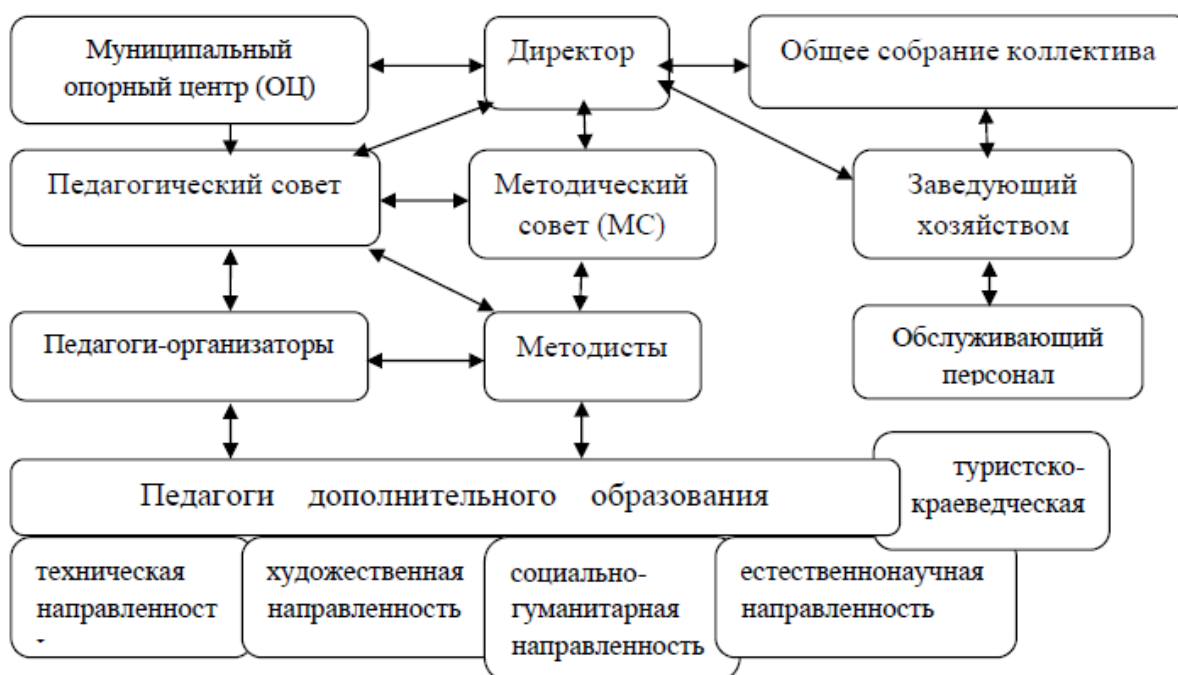 Муниципальный
опорный центр (ОЦ)
Директор
Общее собрание коллектива
Педагогический совет
Методический
совет (МС)
Заведующий
хозяйством
Педагоги-организаторы
Методисты
Обслуживающий
персонал
Педагоги дополнительного образования
туристско-
краеведческая
техническая
направленност
художественная
направленность
социально-
гуманитарная
направленность
естественнонаучная
направленность